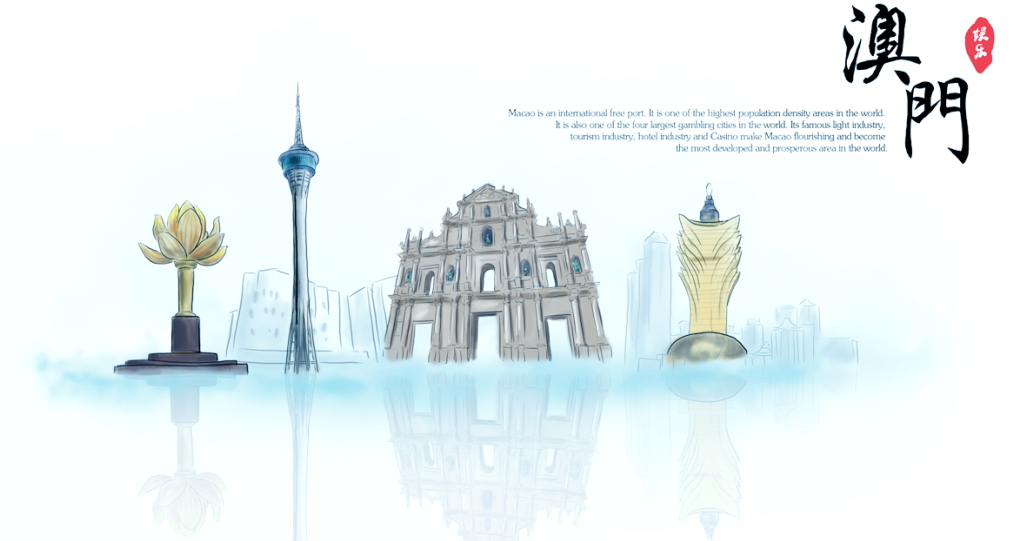 澳門
娱乐
Macao is an international free port. It is one of the highest population density areas in the world.
It is also one of the four largest gambling cities in the world. Its famous light industry,
tourism industry, hotel industry and Casino make Macao flourishing and become
the most developed and prosperous area in the world.